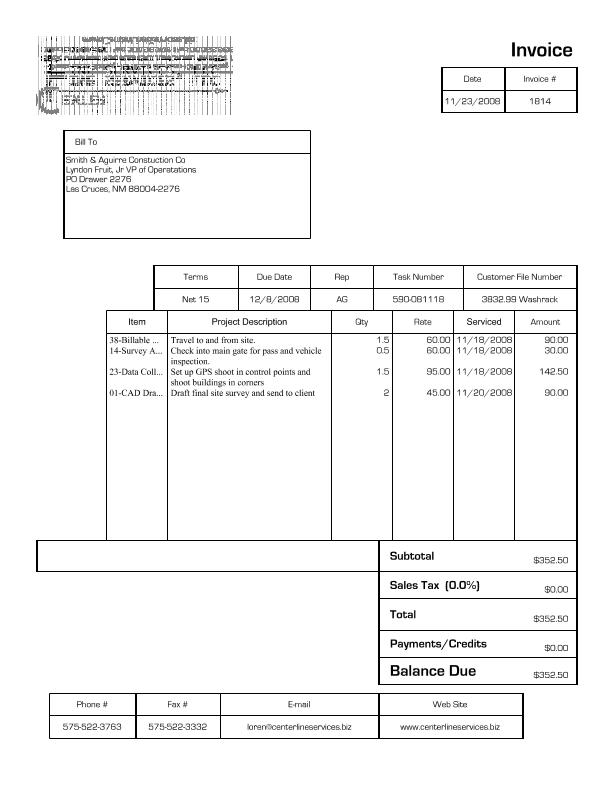 Invoice
Date Invoice #
11/23/2008 1814
Bill To
Smith & Aguirre Constuction Co
Lyndon Fruit, Jr VP of Operatations
PO Drawer 2276
Las Cruces, NM 88004-2276
Terms Due Date Rep Task Number Customer File Number
Net 15 12/8/2008 AG 590-081118 3832.99 Washrack
Item Project Description Qty Rate Serviced Amount
38-Billable ... Travel to and from site. 1.5 60.00 11/18/2008 90.00
14-Survey A... Check into main gate for pass and vehicle 0.5 60.00 11/18/2008 30.00
inspection.
23-Data Coll... Set up GPS shoot in control points and 1.5 95.00 11/18/2008 142.50
shoot buildings in corners
01-CAD Dra... Draft final site survey and send to client 2 45.00 11/20/2008 90.00
Subtotal $352.50
Sales Tax (0.0%) $0.00
Total $352.50
Payments/Credits $0.00
Balance Due $352.50
Phone # Fax # E-mail Web Site
575-522-3763 575-522-3332 loren@centerlineservices.biz www.centerlineservices.biz